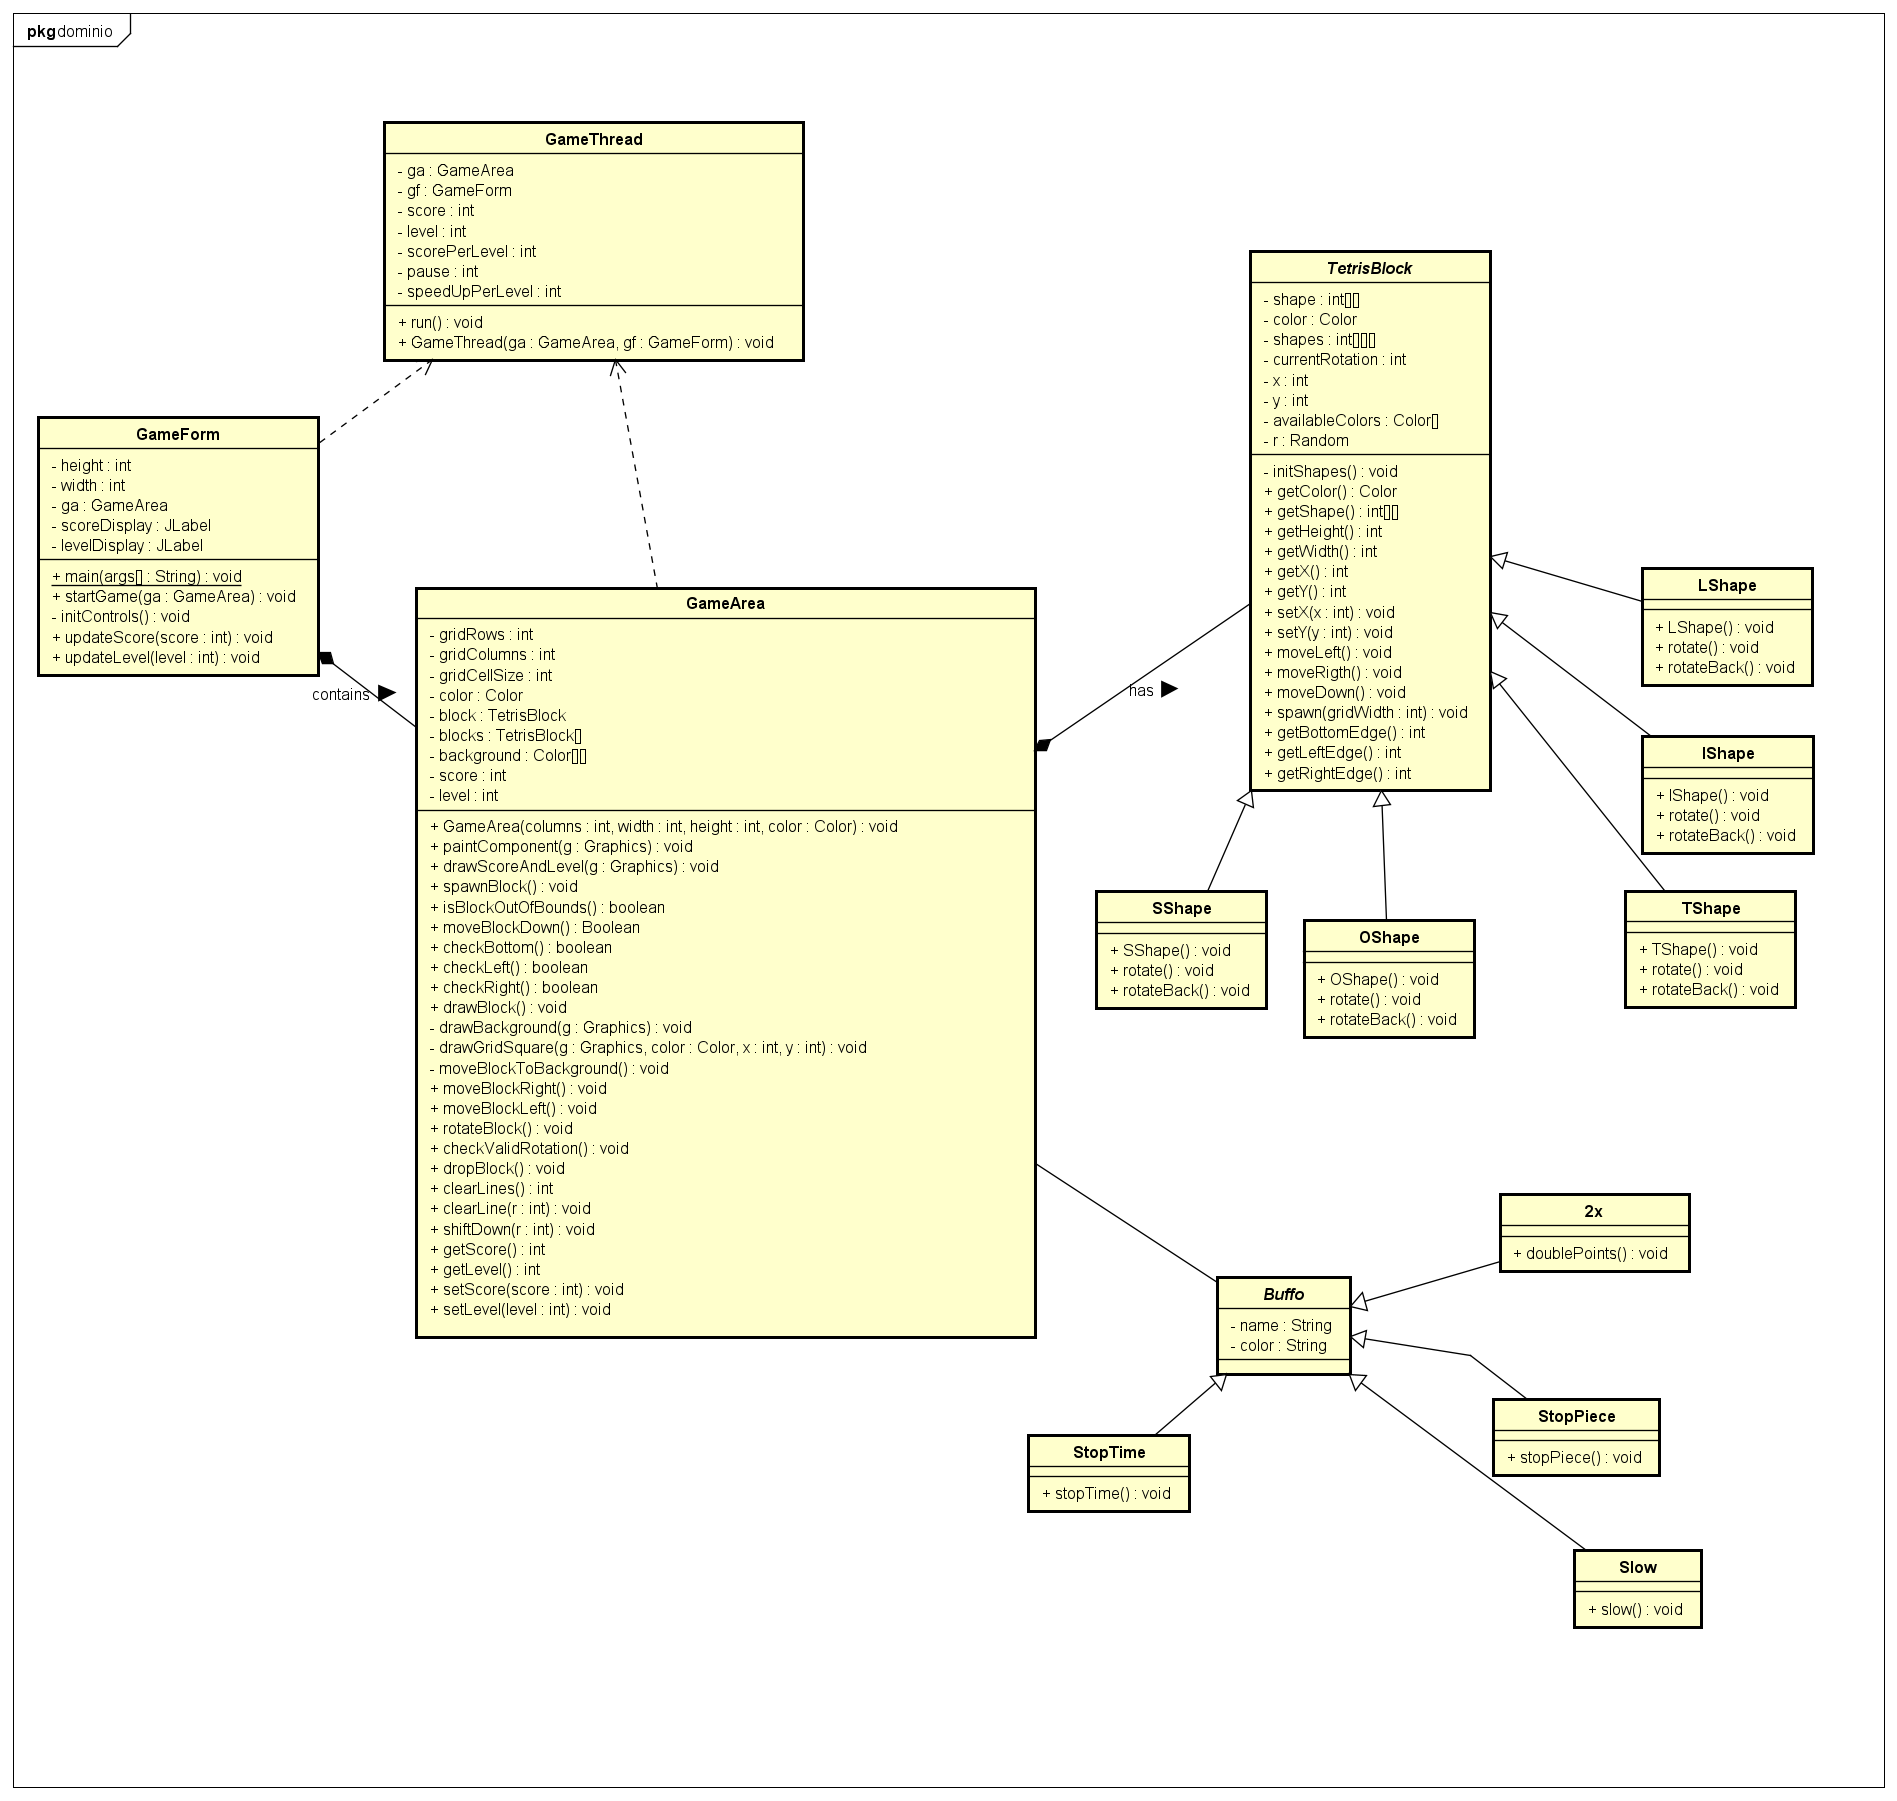 pkg dominio
GameThread
- ga : GameArea
- gf : GameForm
- score : int
- level : int
- scorePerLevel : int
- pause : int
- speedUpPerLevel : int
+ run() : void
+ GameThread(ga : GameArea, gf : GameForm) : void
GameForm
- height : int
- width : int
- ga : GameArea
- scoreDisplay : JLabel
- levelDisplay : JLabel
+ main(args[] : String) : void
+ startGame(ga : GameArea) : void
- initControls() : void
+ updateScore(score : int) : void
+ updateLevel(level : int) : void
contains
GameArea
- gridRows : int
- gridColumns : int
- gridCellSize : int
- color : Color
- block : TetrisBlock
- blocks : TetrisBlock[]
- background : Color[][]
- score : int
- level : int
+ GameArea(columns : int, width : int, height : int, color : Color) : void
+ paintComponent(g : Graphics) : void
+ drawScoreAndLevel(g : Graphics) : void
+ spawnBlock() : void
+ isBlockOutOfBounds() : boolean
+ moveBlockDown() : Boolean
+ checkBottom() : boolean
+ checkLeft() : boolean
+ checkRight() : boolean
+ drawBlock() : void
- drawBackground(g : Graphics) : void
- drawGridSquare(g : Graphics, color : Color, x : int, y : int) : void
- moveBlockToBackground() : void
+ moveBlockRight() : void
+ moveBlockLeft() : void
+ rotateBlock() : void
+ checkValidRotation() : void
+ dropBlock() : void
+ clearLines() : int
+ clearLine(r : int) : void
+ shiftDown(r : int) : void
+ getScore() : int
+ getLevel() : int
+ setScore(score : int) : void
+ setLevel(level : int) : void
has
TetrisBlock
- shape : int[][]
- color : Color
- shapes : int[][][]
- currentRotation : int
- x : int
- y : int
- availableColors : Color[]
- r : Random
- initShapes() : void
+ getColor() : Color
+ getShape() : int[][]
+ getHeight() : int
+ getWidth() : int
+ getX() : int
+ getY() : int
+ setX(x : int) : void
+ setY(y : int) : void
+ moveLeft() : void
+ moveRigth() : void
+ moveDown() : void
+ spawn(gridWidth : int) : void
+ getBottomEdge() : int
+ getLeftEdge() : int
+ getRightEdge() : int
LShape
+ LShape() : void
+ rotate() : void
+ rotateBack() : void
IShape
+ IShape() : void
+ rotate() : void
+ rotateBack() : void
TShape
+ TShape() : void
+ rotate() : void
+ rotateBack() : void
SShape
+ SShape() : void
+ rotate() : void
+ rotateBack() : void
OShape
+ OShape() : void
+ rotate() : void
+ rotateBack() : void
2x
+ doublePoints() : void
Buffo
- name : String
- color : String
StopPiece
+ stopPiece() : void
StopTime
+ stopTime() : void
Slow
+ slow() : void